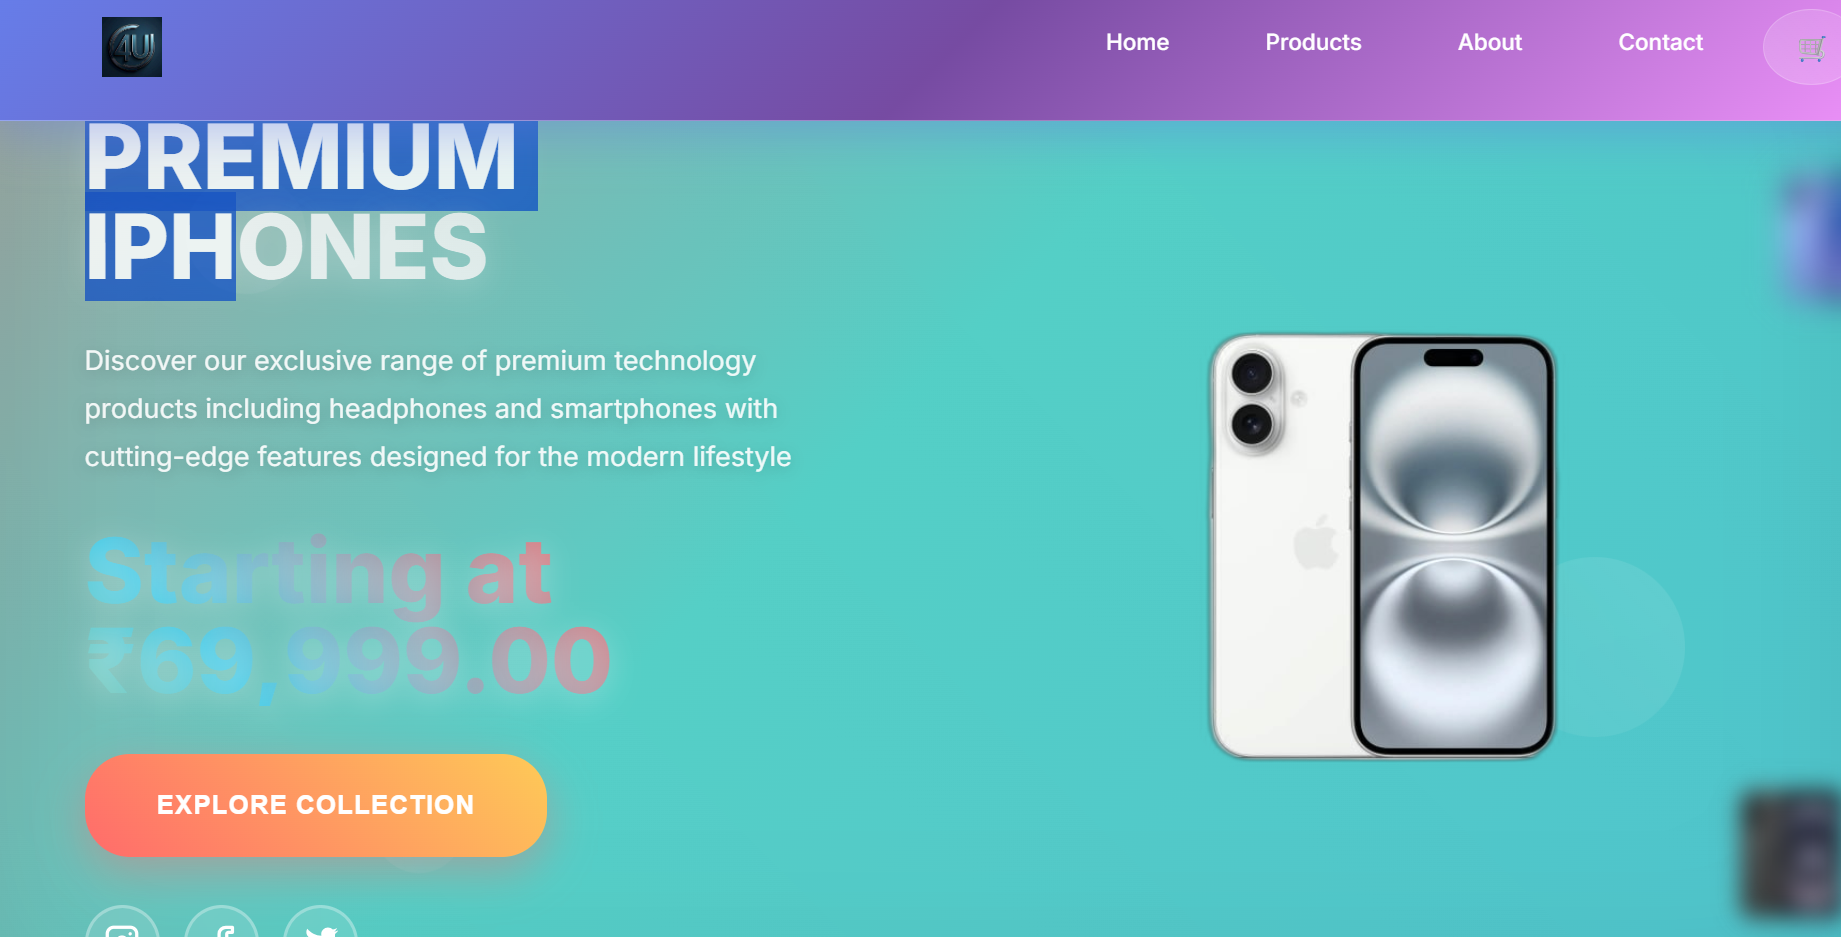 4UI
Home
Products
About
Contact
PREMIUM
IPHONES
Discover our exclusive range of premium technology
products including headphones and smartphones with
cutting-edge features designed for the modern lifestyle
Starting at
₹69,999.00
EXPLORE COLLECTION